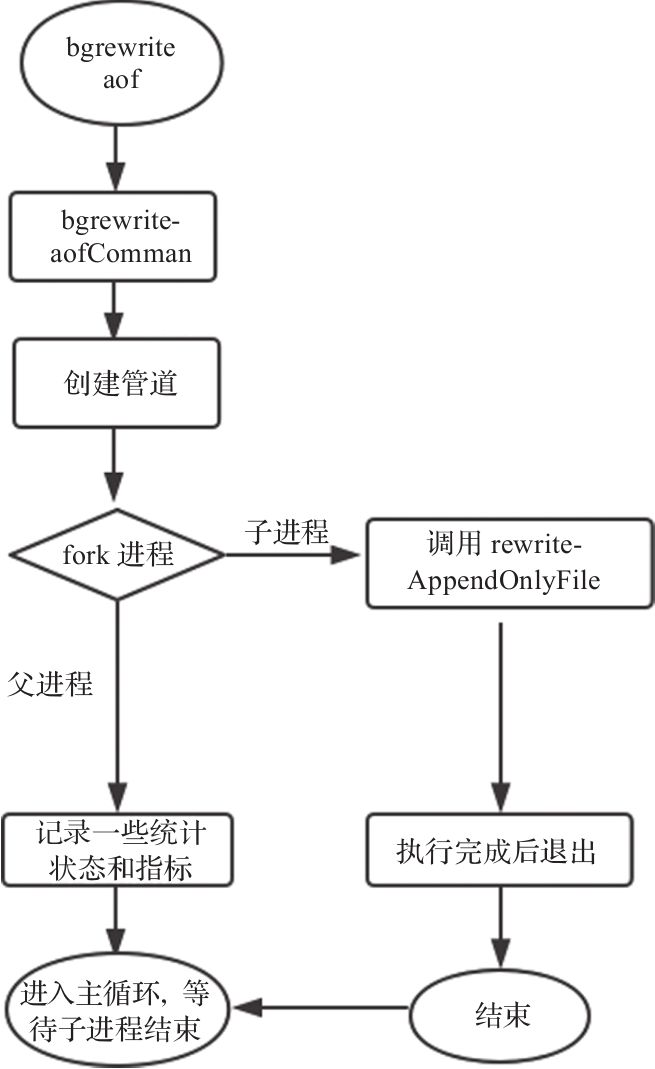 bgrewrite
aof
bgrewrite-
aofComman
创建管道
fork 进程
子进程
调用 rewrite-
AppendOnlyFile
父进程
记录一些统计
状态和指标
执行完成后退出
进入主循环, 等
待子进程结束
结束